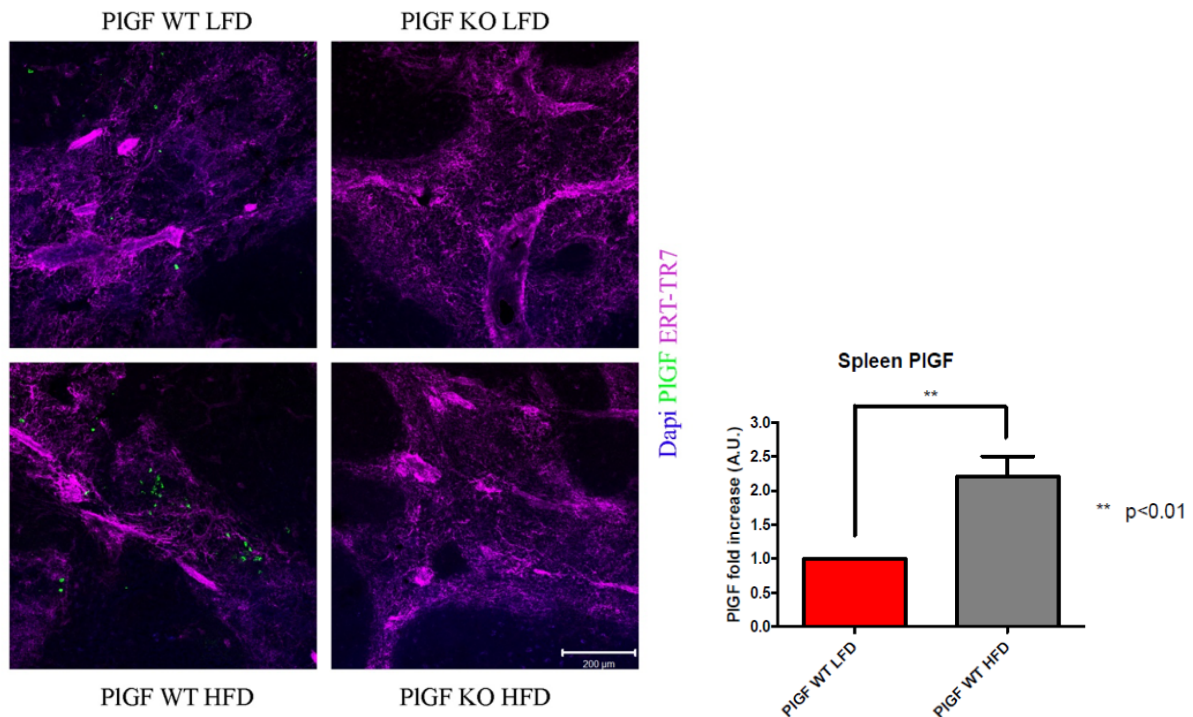 PlGF WT LFD
PlGF KO LFD
PlGF WT HFD
PlGF KO HFD
200 µm
Dapi PlGF ERT-TR7
Spleen PlGF
**
PlGF fold increase (A.U.)
3.0
2.5
2.0
1.5
1.0
0.5
0.0
PlGF WT LFD
PlGF WT HFD
** p<0.01